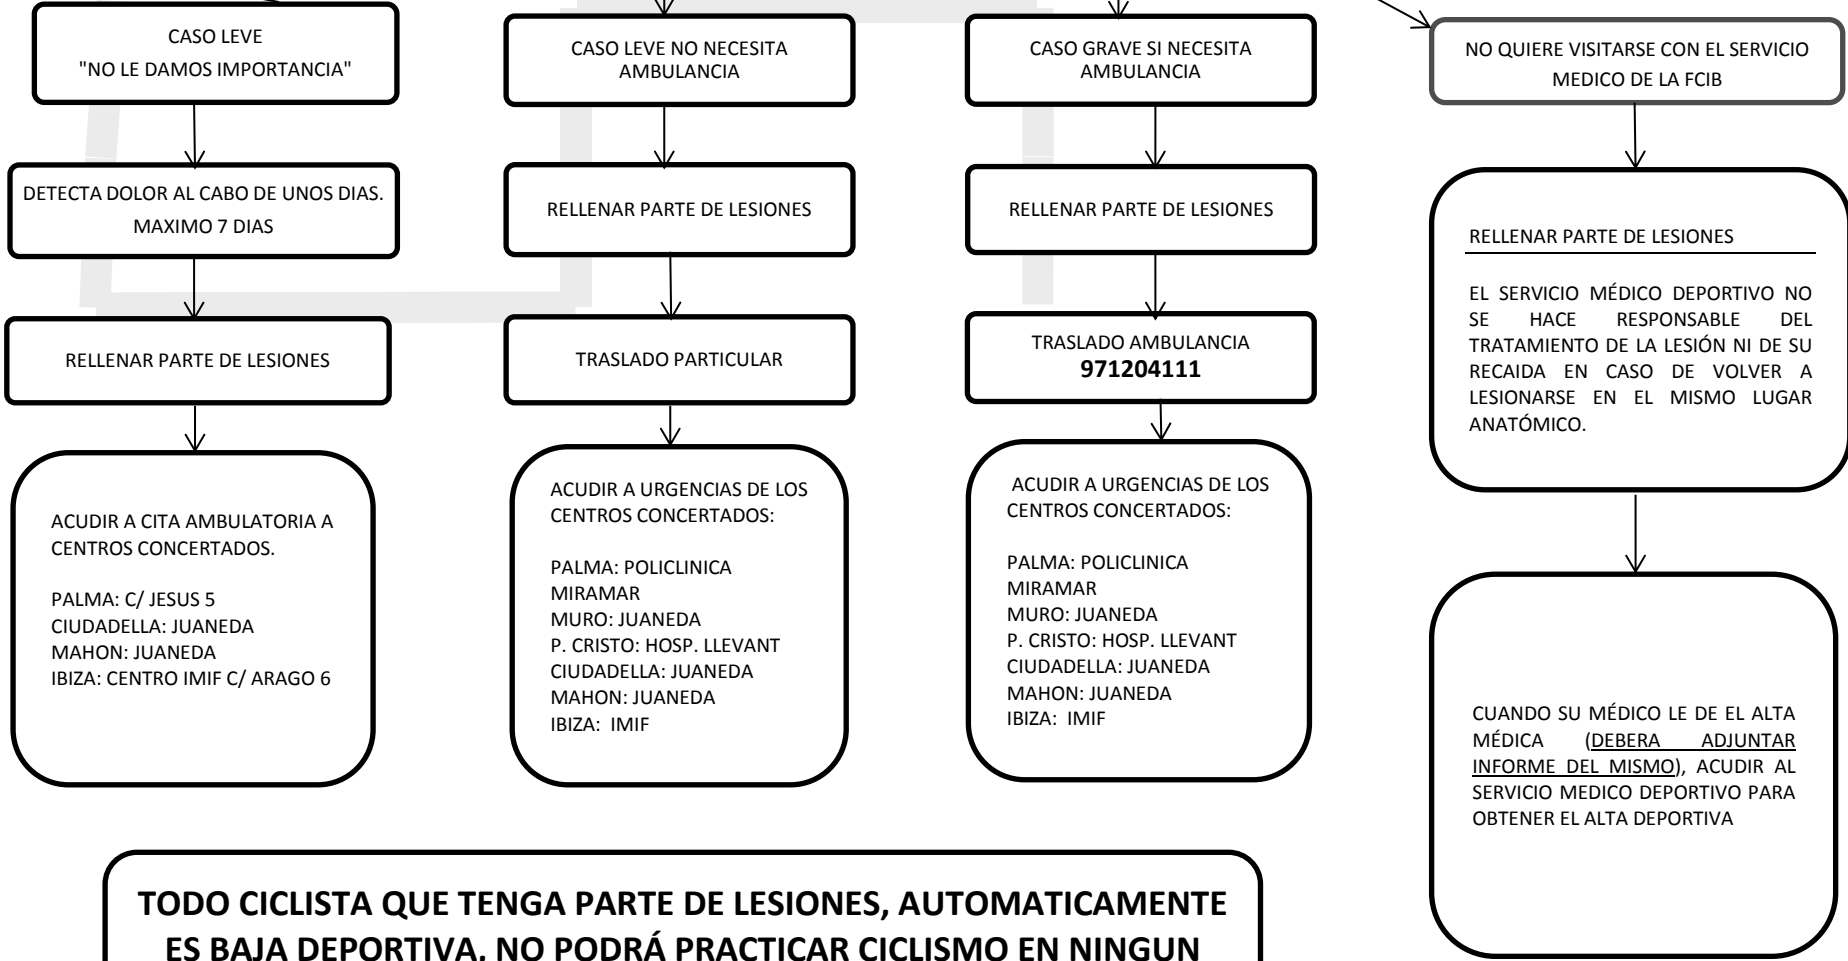 CASO LEVE
"NO LE DAMOS IMPORTANCIA"
DETECTA DOLOR AL CABO DE UNOS DIAS.
MAXIMO 7 DIAS
RELLENAR PARTE DE LESIONES
ACUDIR A CITA AMBULATORIA A
CENTROS CONCERTADOS.
PALMA: C/ JESUS 5
CIUDADELLA: JUANEDA
MAHON: JUANEDA
IBIZA: CENTRO IMIF C/ ARAGO 6
CASO LEVE NO NECESITA
AMBULANCIA
RELLENAR PARTE DE LESIONES
TRASLADO PARTICULAR
ACUDIR A URGENCIAS DE LOS
CENTROS CONCERTADOS:
PALMA: POLICLINICA
MIRAMAR
MURO: JUANEDA
P. CRISTO: HOSP. LLEVANT
CIUDADELLA: JUANEDA
MAHON: JUANEDA
IBIZA: IMIF
CASO GRAVE SI NECESITA
AMBULANCIA
RELLENAR PARTE DE LESIONES
TRASLADO AMBULANCIA
971204111
ACUDIR A URGENCIAS DE LOS
CENTROS CONCERTADOS:
PALMA: POLICLINICA
MIRAMAR
MURO: JUANEDA
P. CRISTO: HOSP. LLEVANT
CIUDADELLA: JUANEDA
MAHON: JUANEDA
IBIZA: IMIF
NO QUIERE VISITARSE CON EL SERVICIO
MEDICO DE LA FCIB
RELLENAR PARTE DE LESIONES
EL SERVICIO MÉDICO DEPORTIVO NO
SE HACE RESPONSABLE DEL
TRATAMIENTO DE LA LESIÓN NI DE SU
RECAIDA EN CASO DE VOLVER A
LESIONARSE EN EL MISMO LUGAR
ANATÓMICO.
CUANDO SU MÉDICO LE DE EL ALTA
MÉDICA (DEBERA ADJUNTAR
INFORME DEL MISMO), ACUDIR AL
SERVICIO MEDICO DEPORTIVO PARA
OBTENER EL ALTA DEPORTIVA
TODO CICLISTA QUE TENGA PARTE DE LESIONES, AUTOMATICAMENTE
ES BAJA DEPORTIVA, NO PODRÁ PRACTICAR CICLISMO EN NINGUN